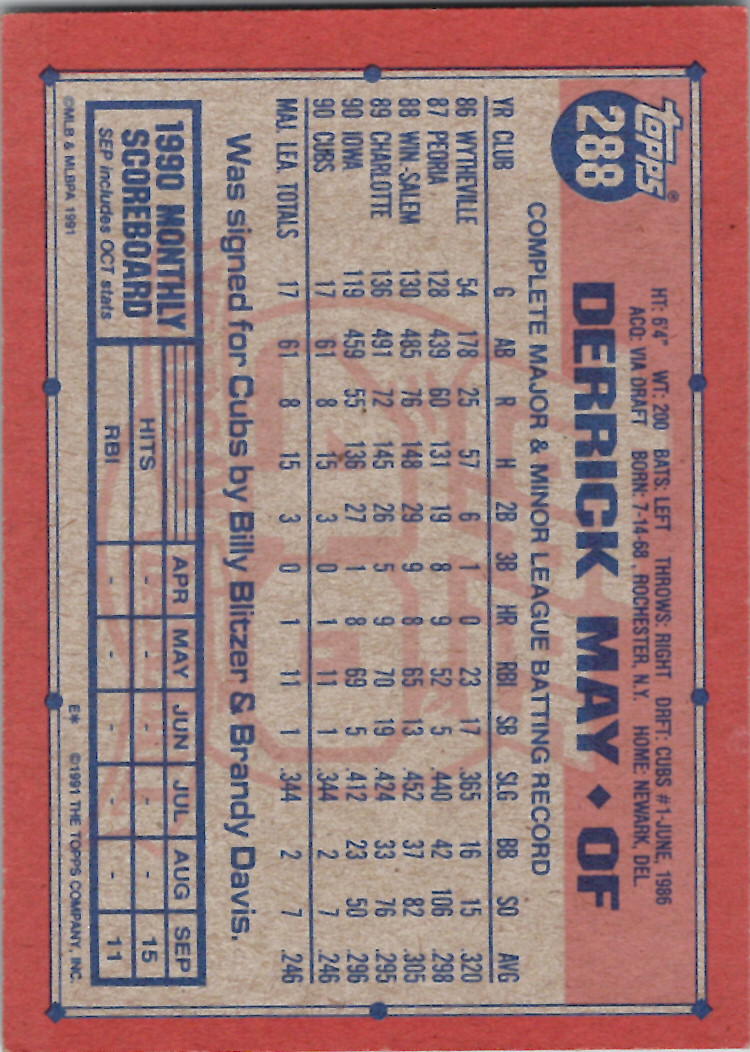 Topps®
288
HT: 6'4" WT: 200 BATS: LEFT THROWS: RIGHT DRFT: CUBS #1-JUNE, 1986
ACQ: VIA DRAFT BORN: 7-14-68, ROCHESTER, N.Y. HOME: NEWARK, DEL.
DERRICK MAY ◆ OF
COMPLETE MAJOR & MINOR LEAGUE BATTING RECORD
YR CLUB G AB R H 2B 3B HR RBI SB SLG BB SO AVG
86 WYTHEVILLE 54 178 25 57 6 1 0 23 17 .365 16 15 .320
87 PEORIA 128 439 60 131 19 8 9 52 5 .440 42 106 .298
88 WIN.-SALEM 130 485 76 148 29 9 8 65 13 .452 37 82 .305
89 CHARLOTTE 136 491 72 145 26 5 9 70 19 .424 33 76 .295
90 IOWA 119 459 55 136 27 1 8 69 5 .412 23 50 .296
90 CUBS 17 61 8 15 3 0 1 11 1 .344 2 7 .246
MAJ. LEA. TOTALS 17 61 8 15 3 0 1 11 1 .344 2 7 .246
Was signed for Cubs by Billy Blitzer & Brandy Davis.
1990 MONTHLY
SCOREBOARD
SEP includes OCT stats
APR MAY JUN JUL AUG SEP
HITS - - - - - 15
RBI - - - - - 11
©MLB & MLBPA 1991
E* ©1991 THE TOPPS COMPANY, INC.